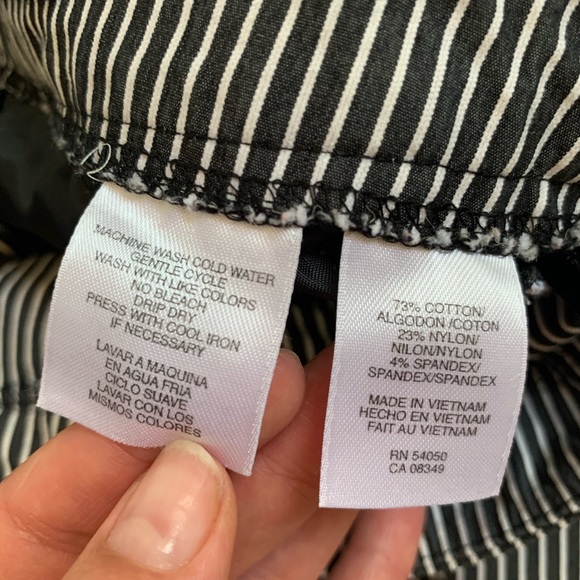 MACHINE WASH COLD WATER
GENTLE CYCLE
WASH WITH LIKE COLORS
NO BLEACH
DRIP DRY
PRESS WITH COOL IRON
IF NECESSARY
LAVAR A MAQUINA
EN AGUA FRIA
CICLO SUAVE
LAVAR CON LOS
MISMOS COLORES
73% COTTON/
ALGODON /COTON
23% NYLON/
NILON/NYLON
4% SPANDEX/
SPANDEX/SPANDEX
MADE IN VIETNAM
HECHO EN VIETNAM
FAIT AU VIETNAM
RN 54050
CA 08349